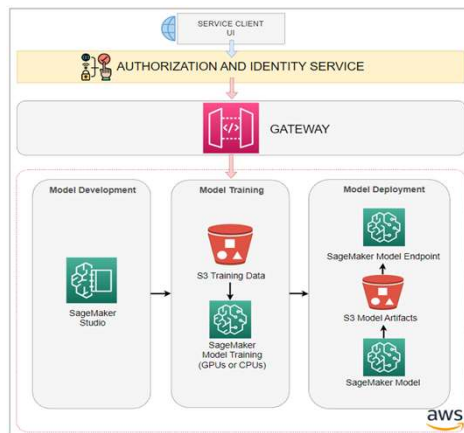 SERVICE CLIENT
UI
AUTHORIZATION AND IDENTITY SERVICE
GATEWAY
Model Development
Model Training
Model Deployment
SageMaker
Studio
S3 Training Data
SageMaker
Model Training
(GPUs or CPUs)
SageMaker Model Endpoint
S3 Model Artifacts
SageMaker Model
aws